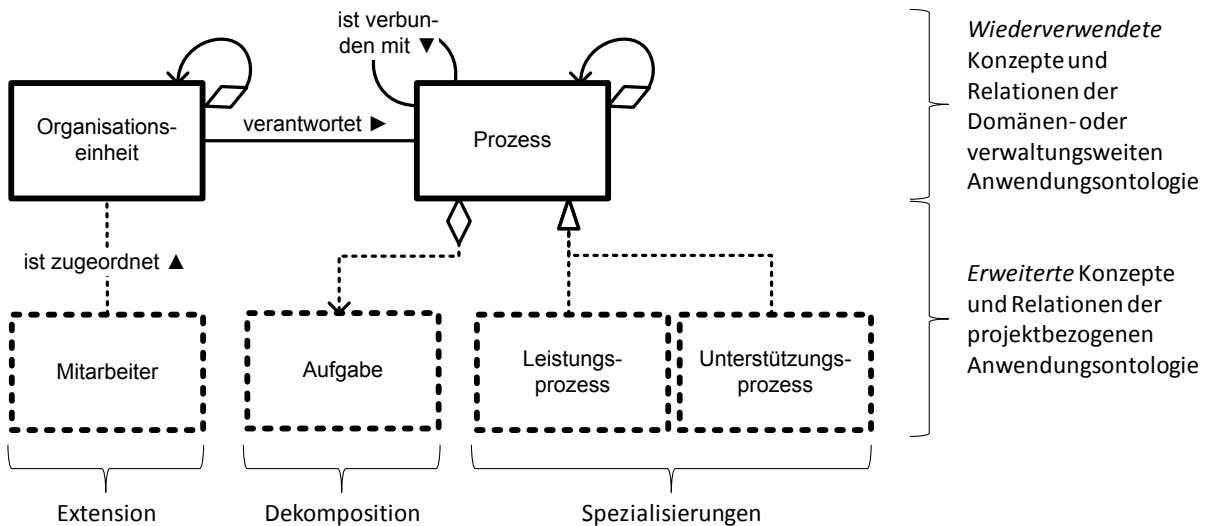 ist verbun-
den mit ▼
Organisations-
einheit
verantwortet ►
Prozess
Wiederverwendete
Konzepte und
Relationen der
Domänen- oder
verwaltungsweiten
Anwendungsontologie
ist zugeordnet ▲
Erweiterte Konzepte
und Relationen der
projektbezogenen
Anwendungsontologie
Mitarbeiter
Aufgabe
Leistungs-
prozess
Unterstützungs-
prozess
Extension
Dekomposition
Spezialisierungen